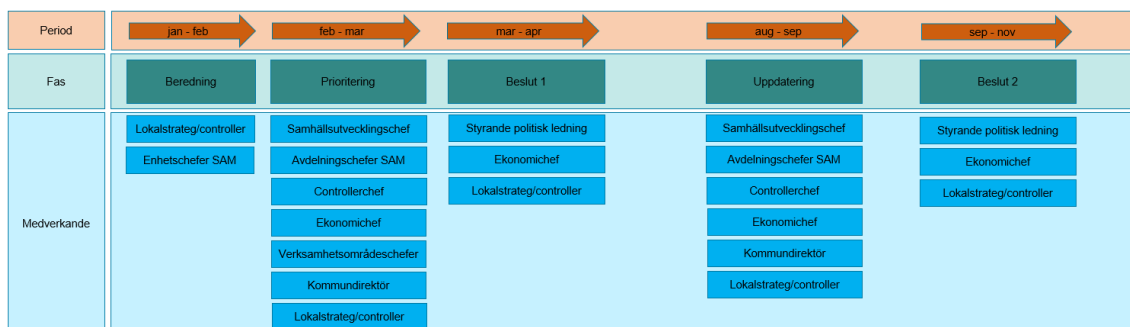 Period
jan - feb
feb - mar
mar - apr
aug - sep
sep - nov
Fas
Beredning
Prioritering
Beslut 1
Uppdatering
Beslut 2
Medverkande
Lokalstrateg/controller
Enhetschefer SAM
Samhällsutvecklingschef
Avdelningschefer SAM
Controllerchef
Ekonomichef
Verksamhetsområdeschefer
Kommundirektör
Lokalstrateg/controller
Styrande politisk ledning
Ekonomichef
Lokalstrateg/controller
Samhällsutvecklingschef
Avdelningschefer SAM
Controllerchef
Ekonomichef
Kommundirektör
Lokalstrateg/controller
Styrande politisk ledning
Ekonomichef
Lokalstrateg/controller